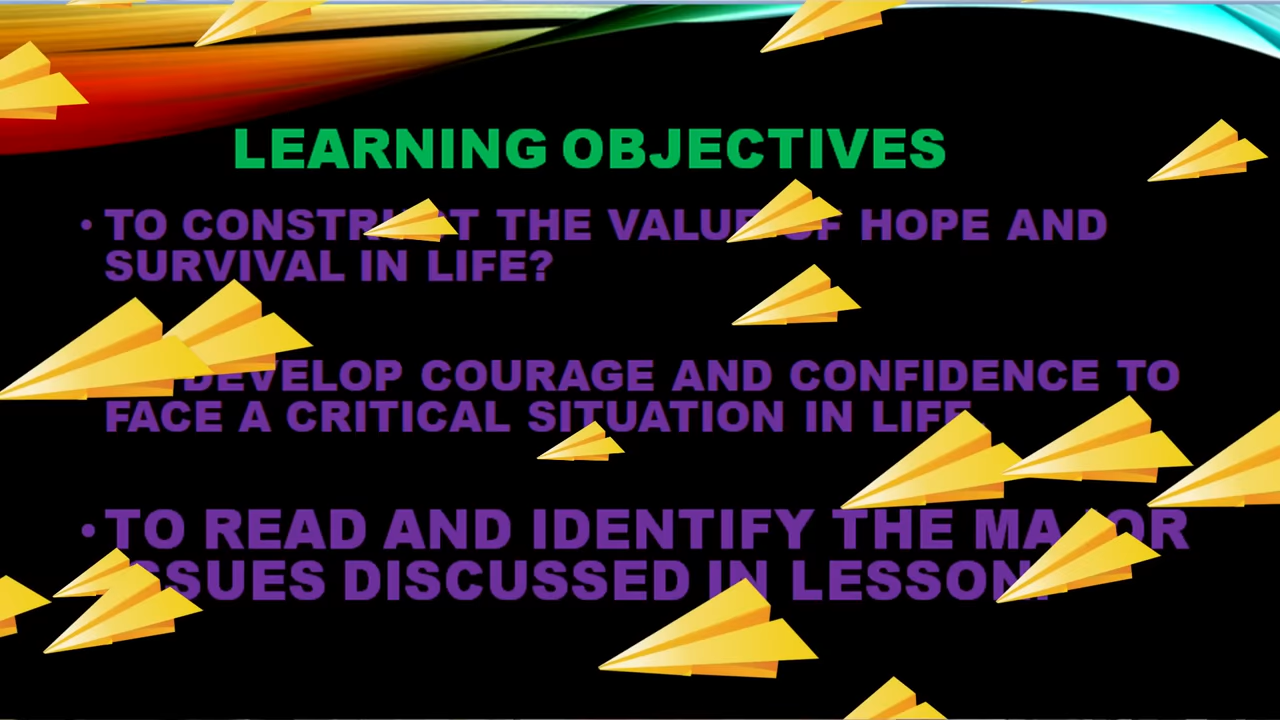 LEARNING OBJECTIVES
• TO CONSTRUCT THE VALUE OF HOPE AND
SURVIVAL IN LIFE?
DEVELOP COURAGE AND CONFIDENCE TO
FACE A CRITICAL SITUATION IN LIFE.
• TO READ AND IDENTIFY THE MAJOR
ISSUES DISCUSSED IN LESSON.